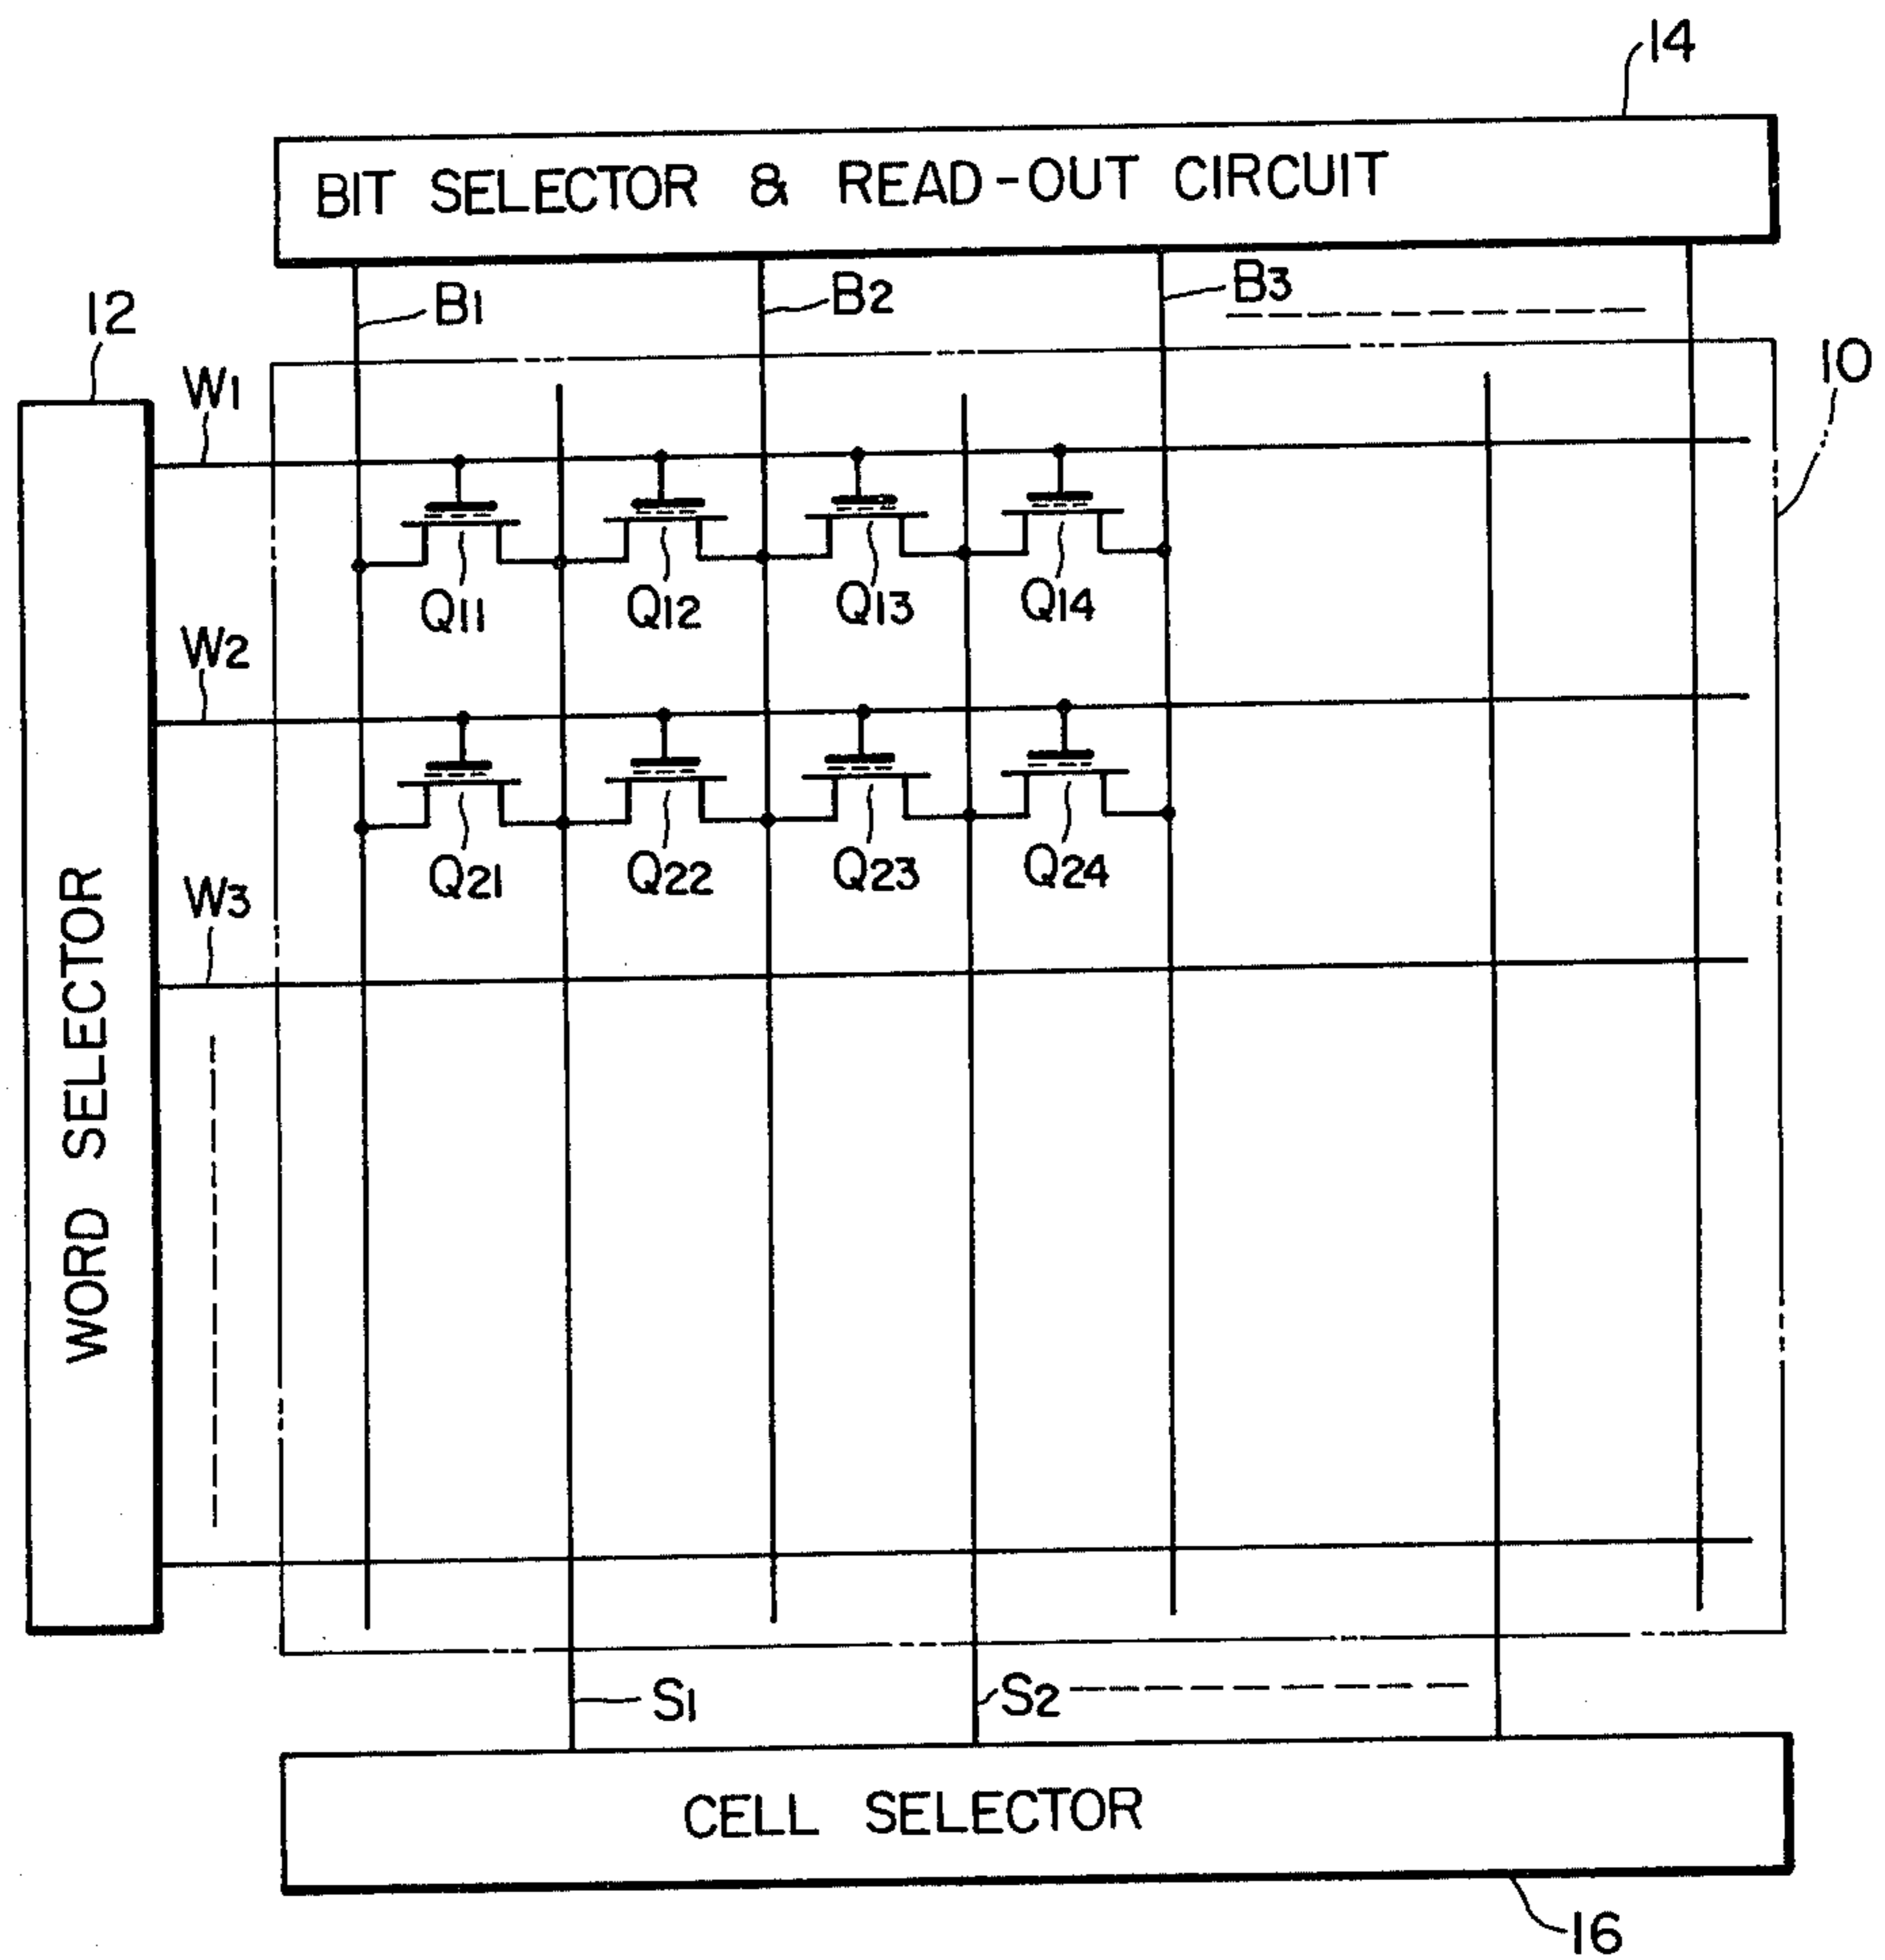 14
BIT SELECTOR & READ-OUT CIRCUIT
B1
B2
B3
12
10
W1
Q11
Q12
Q13
Q14
W2
Q21
Q22
Q23
Q24
W3
WORD SELECTOR
S1
S2
CELL SELECTOR
16